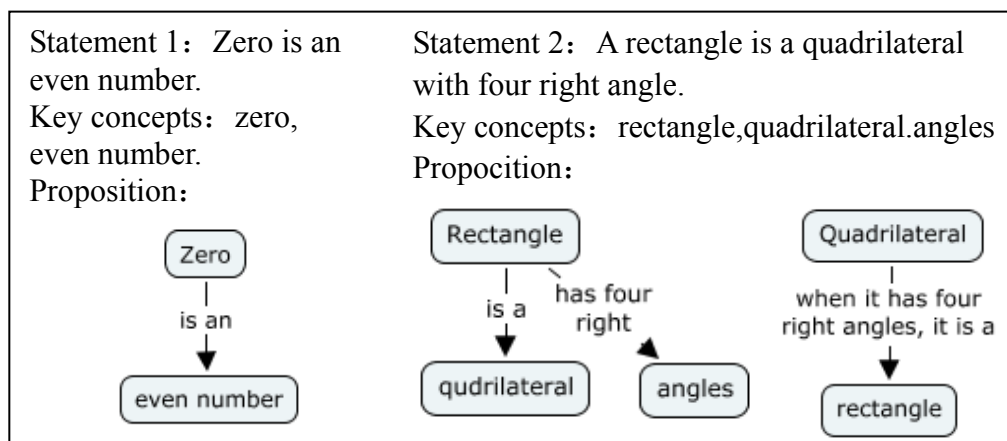 Statement 1：Zero is an
even number.
Key concepts：zero,
even number.
Proposition：
Zero
is an
even number
Statement 2：A rectangle is a quadrilateral
with four right angle.
Key concepts：rectangle,quadrilateral.angles
Propocition：
Rectangle
is a
has four
right
qudrilateral
angles
Quadrilateral
when it has four
right angles, it is a
rectangle